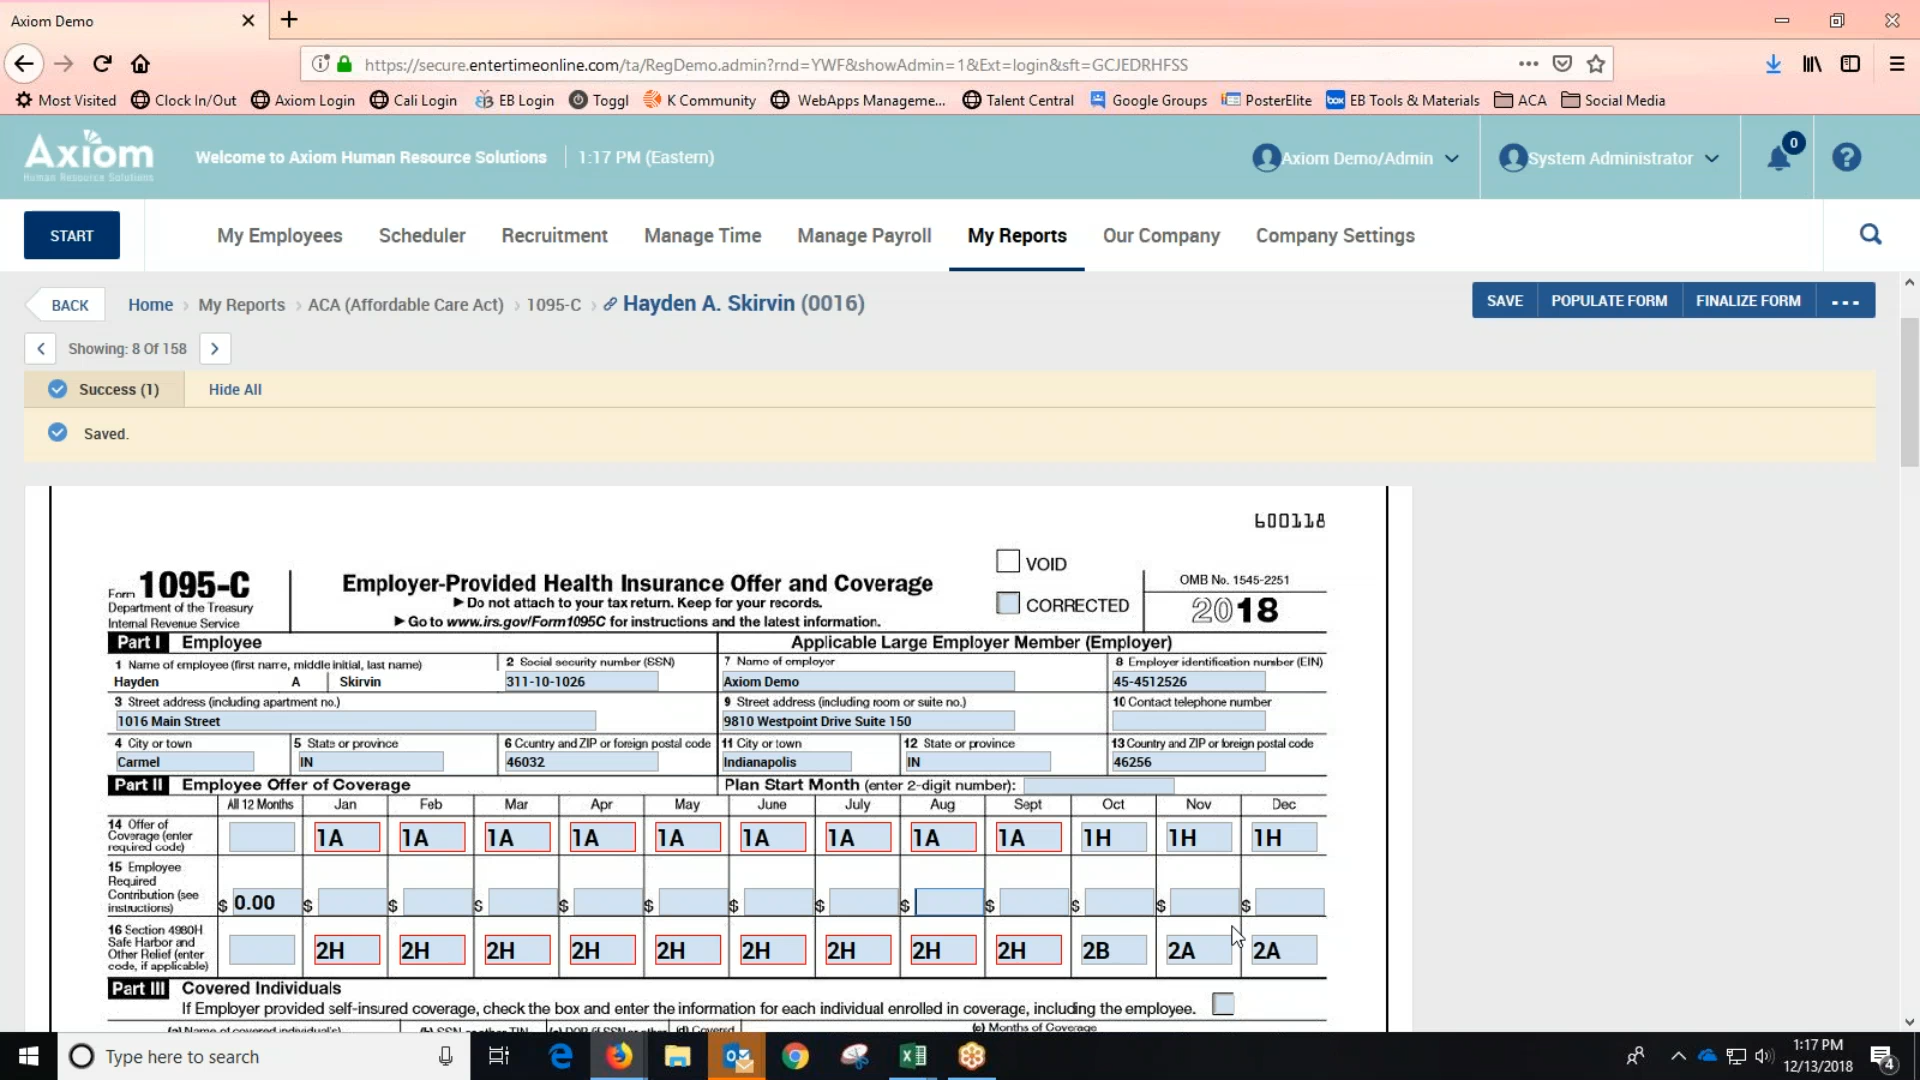 Axiom Demo
https://secure.entertimeonline.com/ta/RegDemo.admin?rnd=YWF&showAdmin=1&Ext=login&sft=GCJEDRHFSS
Most Visited Clock In/Out Axiom Login Cali Login EB Login Toggl K Community WebApps Manageme... Talent Central Google Groups PosterElite EB Tools & Materials ACA Social Media
Axiom
Human Resource Solutions
Welcome to Axiom Human Resource Solutions 1:17 PM (Eastern) Axiom Demo/Admin System Administrator 0
START My Employees Scheduler Recruitment Manage Time Manage Payroll My Reports Our Company Company Settings
BACK Home My Reports ACA (Affordable Care Act) 1095-C Hayden A. Skirvin (0016) SAVE POPULATE FORM FINALIZE FORM
Showing: 8 Of 158
Success (1) Hide All
Saved.
600118
Form 1095-C
Department of the Treasury
Internal Revenue Service
Employer-Provided Health Insurance Offer and Coverage
▶ Do not attach to your tax return. Keep for your records.
▶ Go to www.irs.gov/Form1095C for instructions and the latest information.
VOID
CORRECTED
OMB No. 1545-2251
2018
Part I Employee Applicable Large Employer Member (Employer)
1 Name of employee (first name, middle initial, last name) 2 Social security number (SSN) 7 Name of employer 8 Employer identification number (EIN)
Hayden A Skirvin 311-10-1026 Axiom Demo 45-4512526
3 Street address (including apartment no.) 9 Street address (including room or suite no.) 10 Contact telephone number
1016 Main Street 9810 Westpoint Drive Suite 150
4 City or town 5 State or province 6 Country and ZIP or foreign postal code 11 City or town 12 State or province 13 Country and ZIP or foreign postal code
Carmel IN 46032 Indianapolis IN 46256
Part II Employee Offer of Coverage Plan Start Month (enter 2-digit number):
All 12 Months Jan Feb Mar Apr May June July Aug Sept Oct Nov Dec
14 Offer of Coverage (enter required code) 1A 1A 1A 1A 1A 1A 1A 1A 1A 1H 1H 1H
15 Employee Required Contribution (see instructions) $ 0.00 $ $ $ $ $ $ $ $ $ $ $ $
16 Section 4980H Safe Harbor and Other Relief (enter code, if applicable) 2H 2H 2H 2H 2H 2H 2H 2H 2H 2B 2A 2A
Part III Covered Individuals
If Employer provided self-insured coverage, check the box and enter the information for each individual enrolled in coverage, including the employee.
(a) Name of covered individual(s) (b) SSN or other TIN (c) DOB (if SSN or other (d) Covered (e) Months of Coverage
Type here to search
1:17 PM
12/13/2018
4